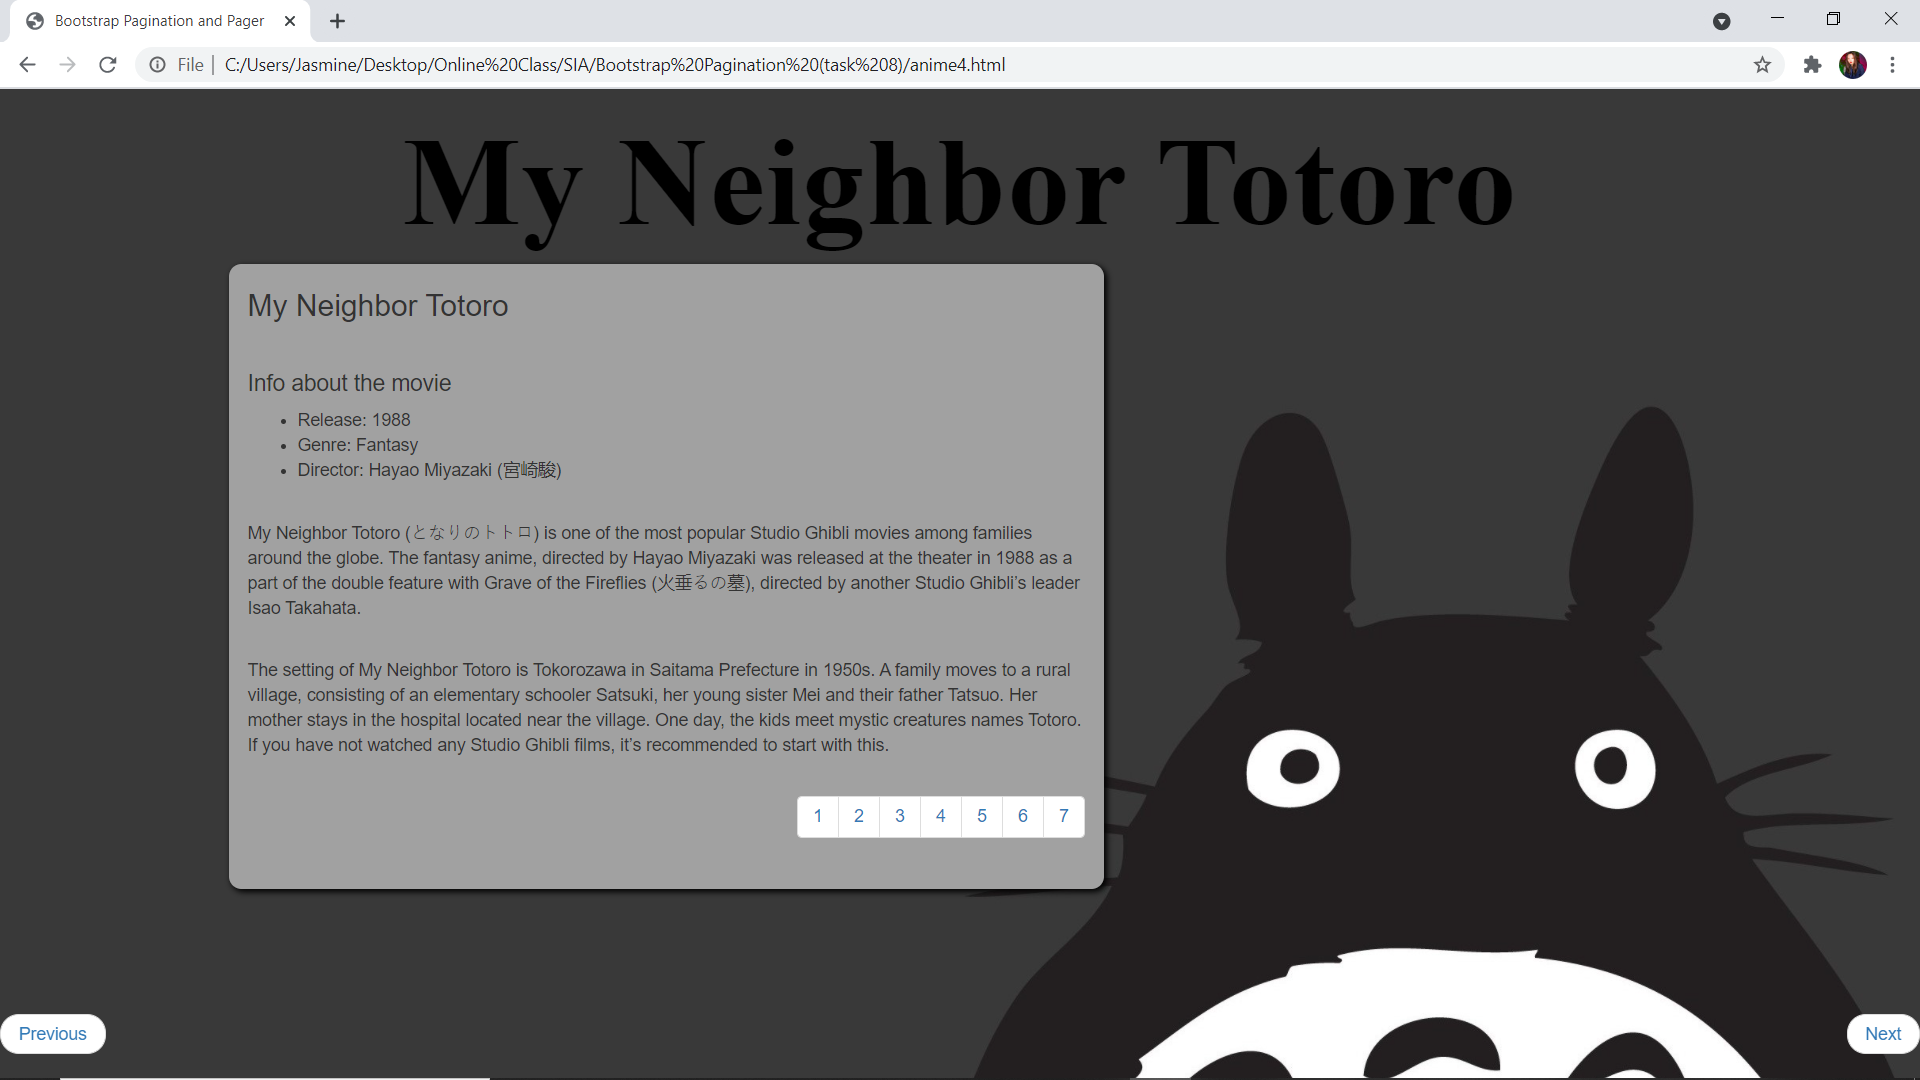 Bootstrap Pagination and Pager
File | C:/Users/Jasmine/Desktop/Online%20Class/SIA/Bootstrap%20Pagination%20(task%208)/anime4.html
My Neighbor Totoro
My Neighbor Totoro
Info about the movie
• Release: 1988
• Genre: Fantasy
• Director: Hayao Miyazaki (宮崎駿)
My Neighbor Totoro (となりのトトロ) is one of the most popular Studio Ghibli movies among families
around the globe. The fantasy anime, directed by Hayao Miyazaki was released at the theater in 1988 as a
part of the double feature with Grave of the Fireflies (火垂るの墓), directed by another Studio Ghibli’s leader
Isao Takahata.
The setting of My Neighbor Totoro is Tokorozawa in Saitama Prefecture in 1950s. A family moves to a rural
village, consisting of an elementary schooler Satsuki, her young sister Mei and their father Tatsuo. Her
mother stays in the hospital located near the village. One day, the kids meet mystic creatures names Totoro.
If you have not watched any Studio Ghibli films, it’s recommended to start with this.
1 2 3 4 5 6 7
Previous
Next